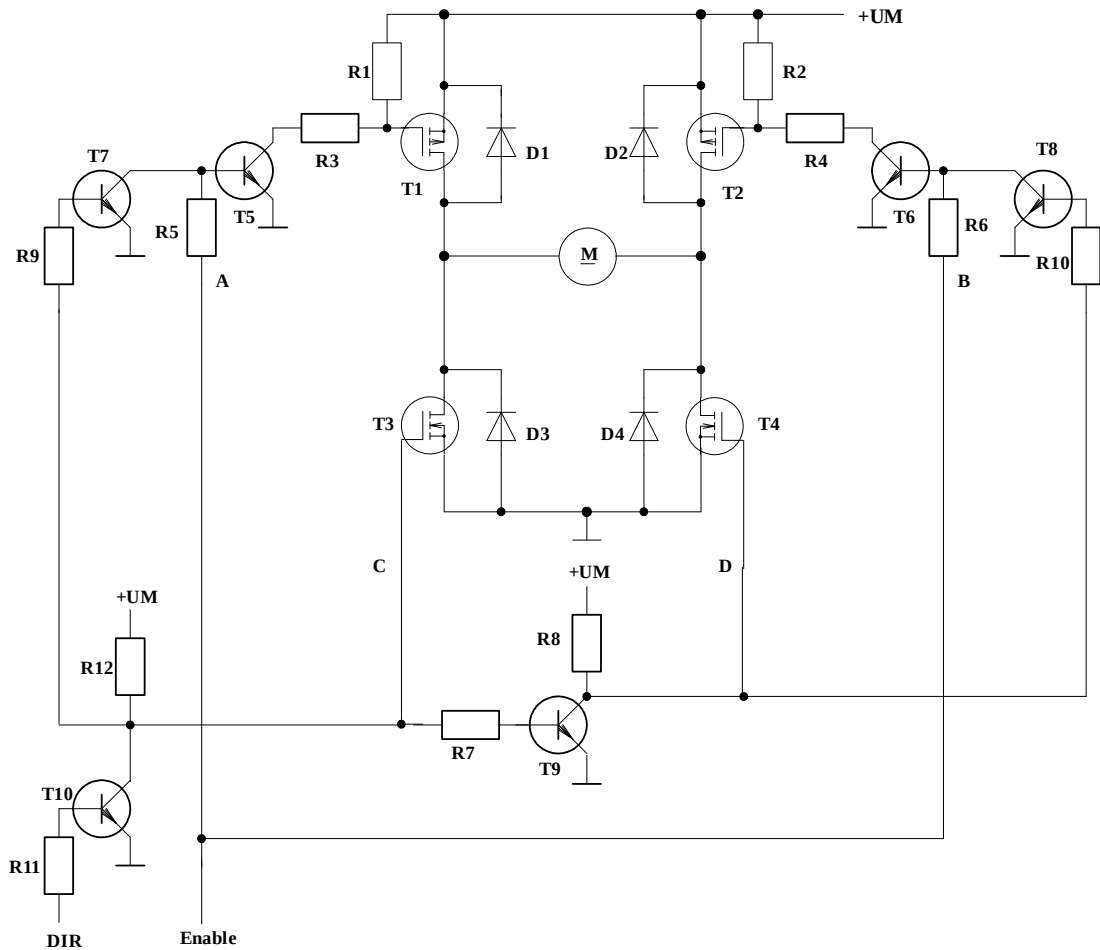 +UM
R1
R2
R3
D1
D2
R4
T7
T8
T1
T2
T5
T6
R5
R6
R9
M
R10
A
B
T3
D3
D4
T4
C
D
+UM
+UM
R8
R12
R7
T9
T10
R11
DIR
Enable